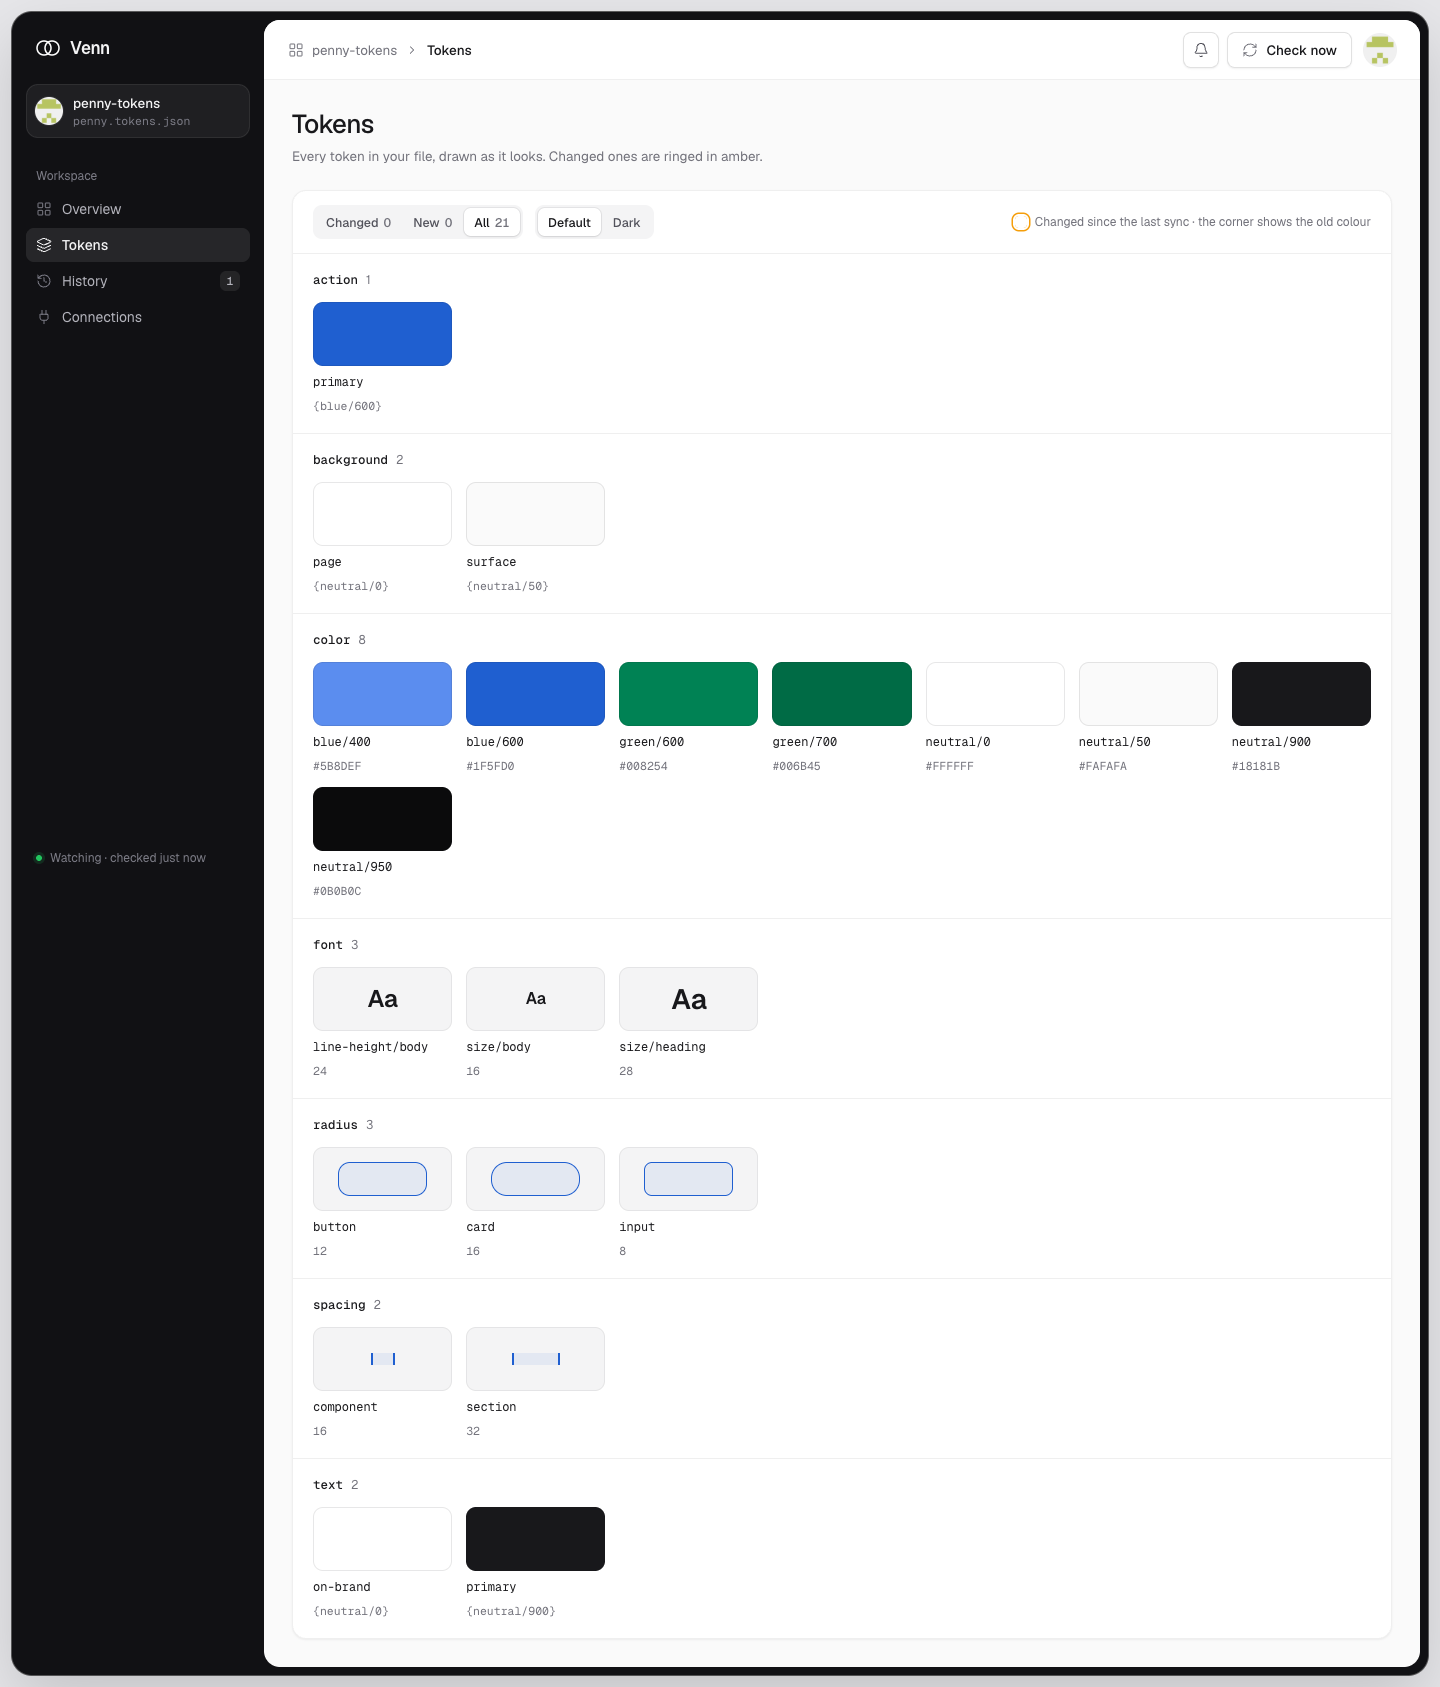 Venn
penny-tokens
penny.tokens.json
Workspace
Overview
Tokens
History 1
Connections
Watching · checked just now
penny-tokens > Tokens
Check now
Tokens
Every token in your file, drawn as it looks. Changed ones are ringed in amber.
Changed 0 New 0 All 21 Default Dark
Changed since the last sync · the corner shows the old colour
action 1
primary
{blue/600}
background 2
page surface
{neutral/0} {neutral/50}
color 8
blue/400 blue/600 green/600 green/700 neutral/0 neutral/50 neutral/900
#5B8DEF #1F5FD0 #008254 #006B45 #FFFFFF #FAFAFA #18181B
neutral/950
#0B0B0C
font 3
Aa Aa Aa
line-height/body size/body size/heading
24 16 28
radius 3
button card input
12 16 8
spacing 2
component section
16 32
text 2
on-brand primary
{neutral/0} {neutral/900}